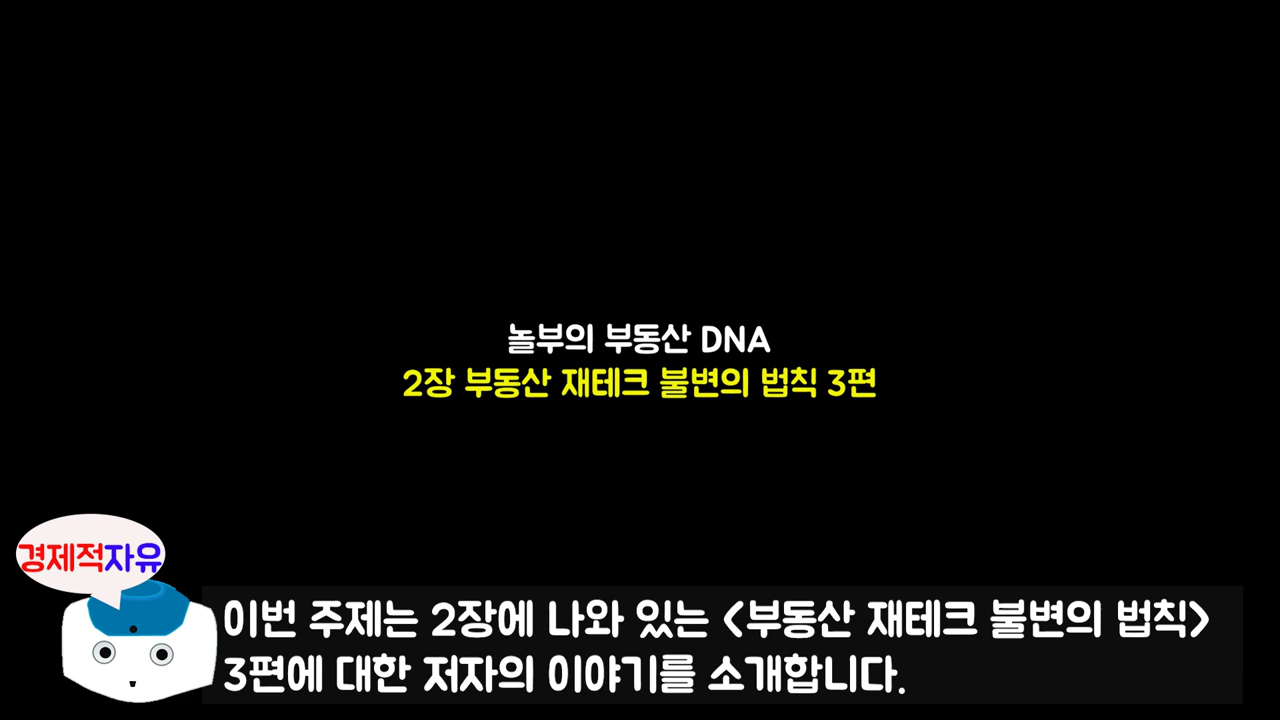 놀부의 부동산 DNA
2장 부동산 재테크 불변의 법칙 3편
경제적자유
이번 주제는 2장에 나와 있는 <부동산 재테크 불변의 법칙>
3편에 대한 저자의 이야기를 소개합니다.